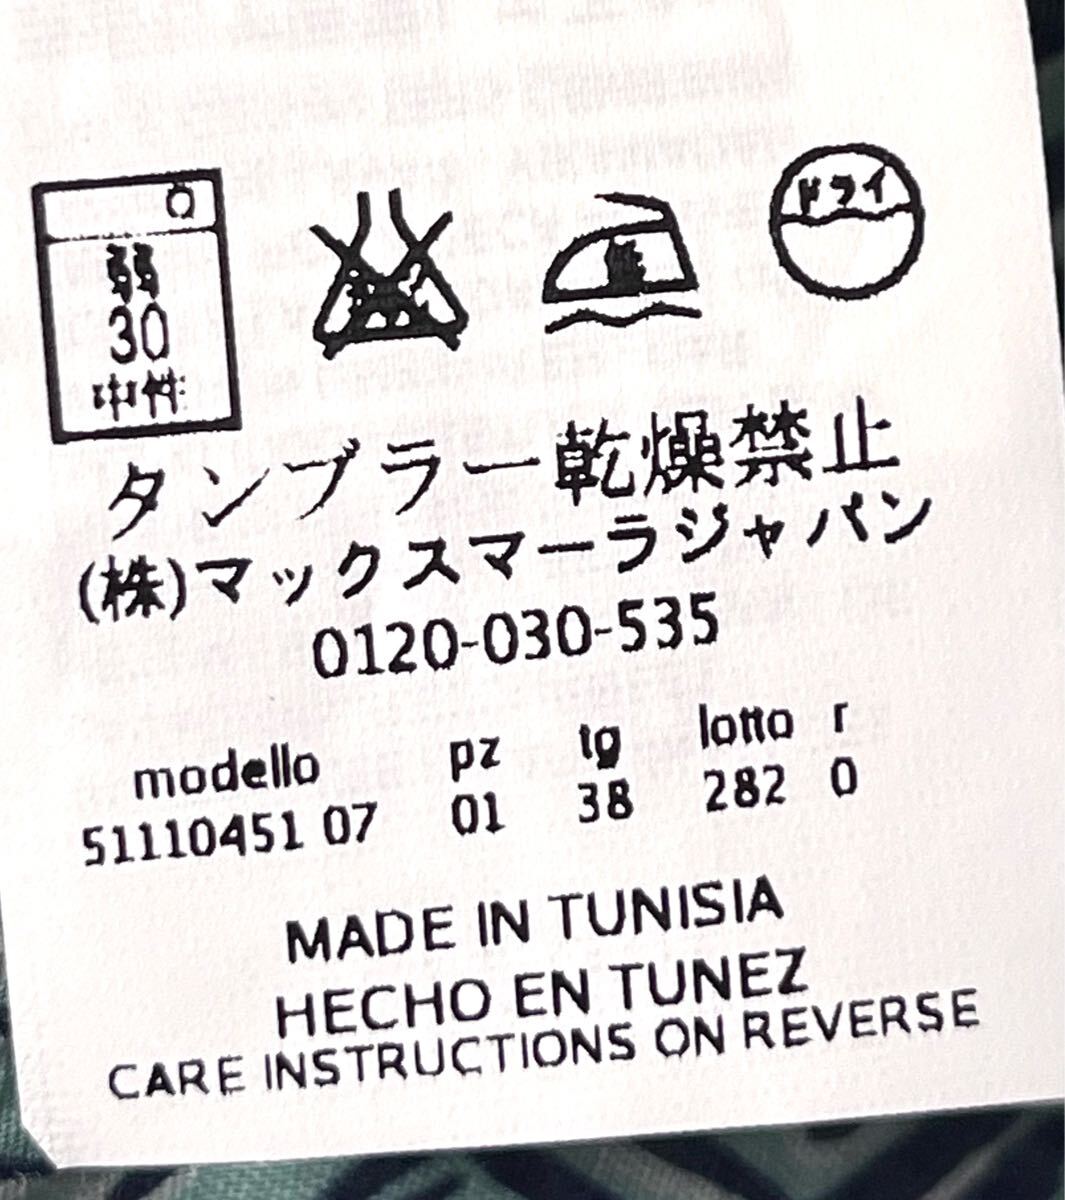 弱
30
中性
ドライ
タンブラー乾燥禁止
(株)マックスマーラジャパン
0120-030-535
modello pz tg lotto r
51110451 07 01 38 282 0
MADE IN TUNISIA
HECHO EN TUNEZ
CARE INSTRUCTIONS ON REVERSE